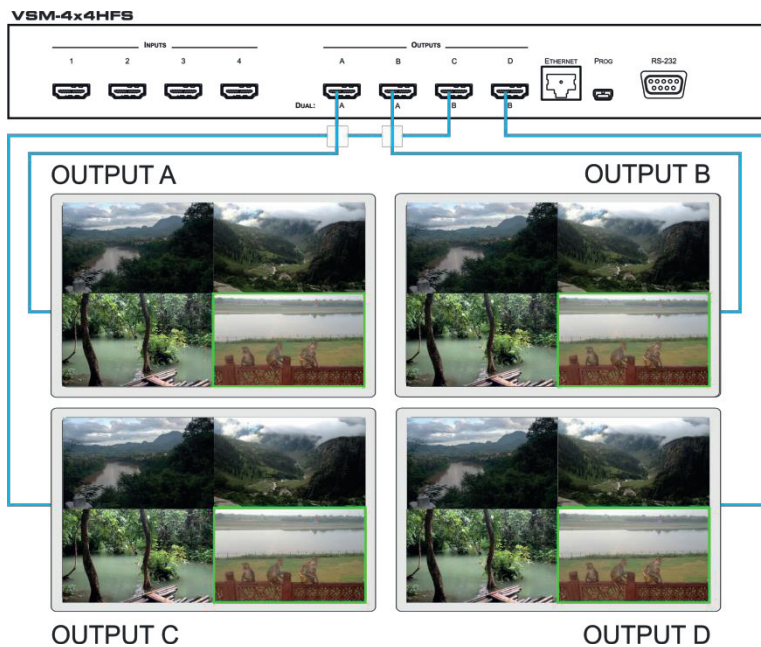 VSM-4x4HFS
INPUTS OUTPUTS
1 2 3 4 A B C D ETHERNET PROG RS-232
DUAL: A A B B
OUTPUT A OUTPUT B
OUTPUT C OUTPUT D